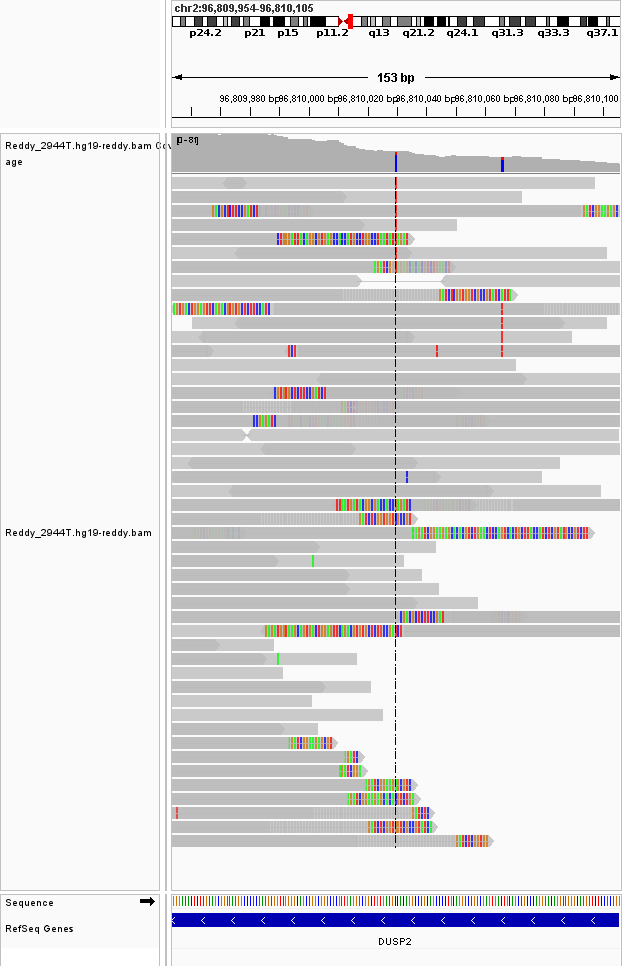 chr2:96,809,954-96,810,105
p24.2 p21 p15 p11.2 q13 q21.2 q24.1 q31.3 q33.3 q37.1
153 bp
96,809,980 bp 96,810,000 bp 96,810,020 bp 96,810,040 bp 96,810,060 bp 96,810,080 bp 96,810,100
Reddy_2944T.hg19-reddy.bam Cov
age
[0-81]
Reddy_2944T.hg19-reddy.bam
Sequence
RefSeq Genes
DUSP2